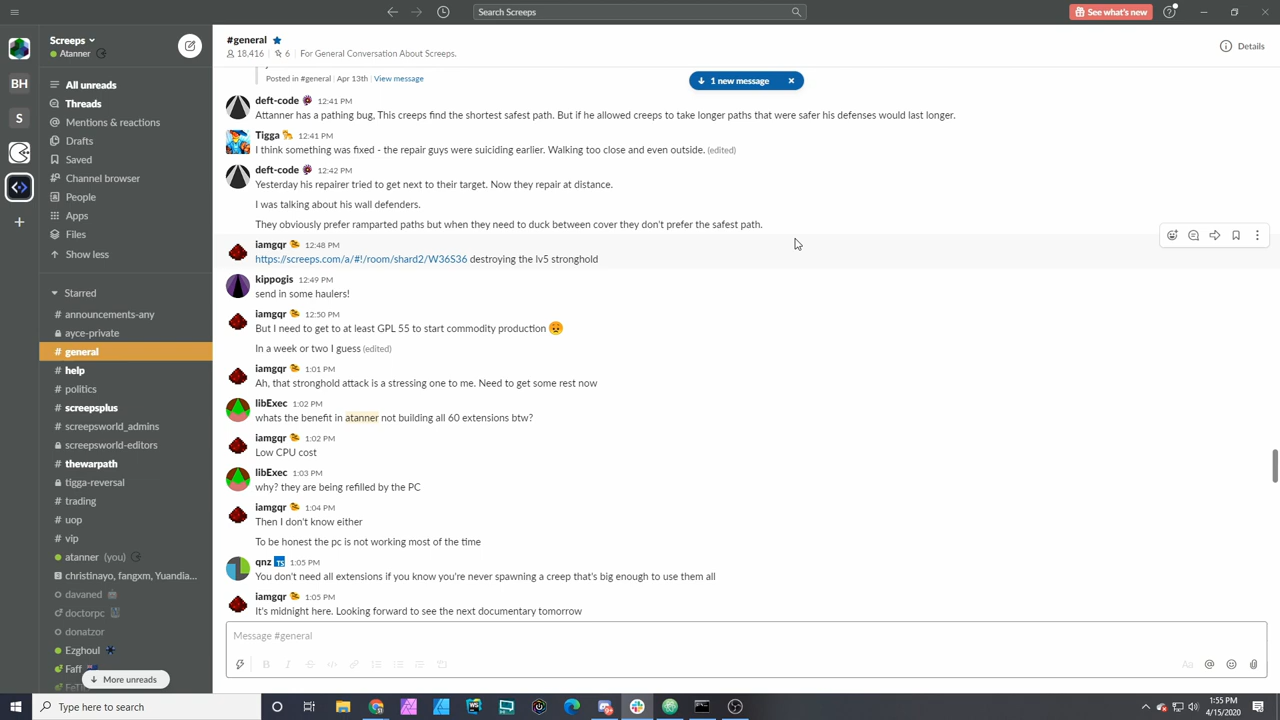 Search Screeps
See what's new
Screeps
Atanner
BH
S
All unread
Threads
Mentions & reactions
Drafts
Saved
Channel browser
People
Apps
Files
Show less
Starred
# announcements-any
ayce-private
# general
# help
# politics
# screepsplus
# screepsworld_admins
screepsworld-editors
# thewarpath
tigga-reversal
# trading
# uop
# vip
atanner (you)
8 christinayo, fangxm, Yuandia...
davaned
doctorpc
donatzor
Ezghoul
Faff
More unreads
#general
18,416 | 6 | For General Conversation About Screeps.
Details
Posted in #general | Apr 13th | View message
1 new message
deft-code 12:41 PM
Attanner has a pathing bug, This creeps find the shortest safest path. But if he allowed creeps to take longer paths that were safer his defenses would last longer.
Tigga 12:41 PM
I think something was fixed - the repair guys were suiciding earlier. Walking too close and even outside. (edited)
deft-code 12:42 PM
Yesterday his repairer tried to get next to their target. Now they repair at distance.
I was talking about his wall defenders.
They obviously prefer ramparted paths but when they need to duck between cover they don't prefer the safest path.
iamgqr 12:48 PM
https://screeps.com/a/#!/room/shard2/W36S36 destroying the lv5 stronghold
kippogis 12:49 PM
send in some haulers!
iamgqr 12:50 PM
But I need to get to at least GPL 55 to start commodity production
In a week or two I guess (edited)
iamgqr 1:01 PM
Ah, that stronghold attack is a stressing one to me. Need to get some rest now
libExec 1:02 PM
whats the benefit in atanner not building all 60 extensions btw?
iamgqr 1:02 PM
Low CPU cost
libExec 1:03 PM
why? they are being refilled by the PC
iamgqr 1:04 PM
Then I don't know either
To be honest the pc is not working most of the time
qnz TS 1:05 PM
You don't need all extensions if you know you're never spawning a creep that's big enough to use them all
iamgqr 1:05 PM
It's midnight here. Looking forward to see the next documentary tomorrow
Message #general
Type here to search
1:55 PM
4/15/2020